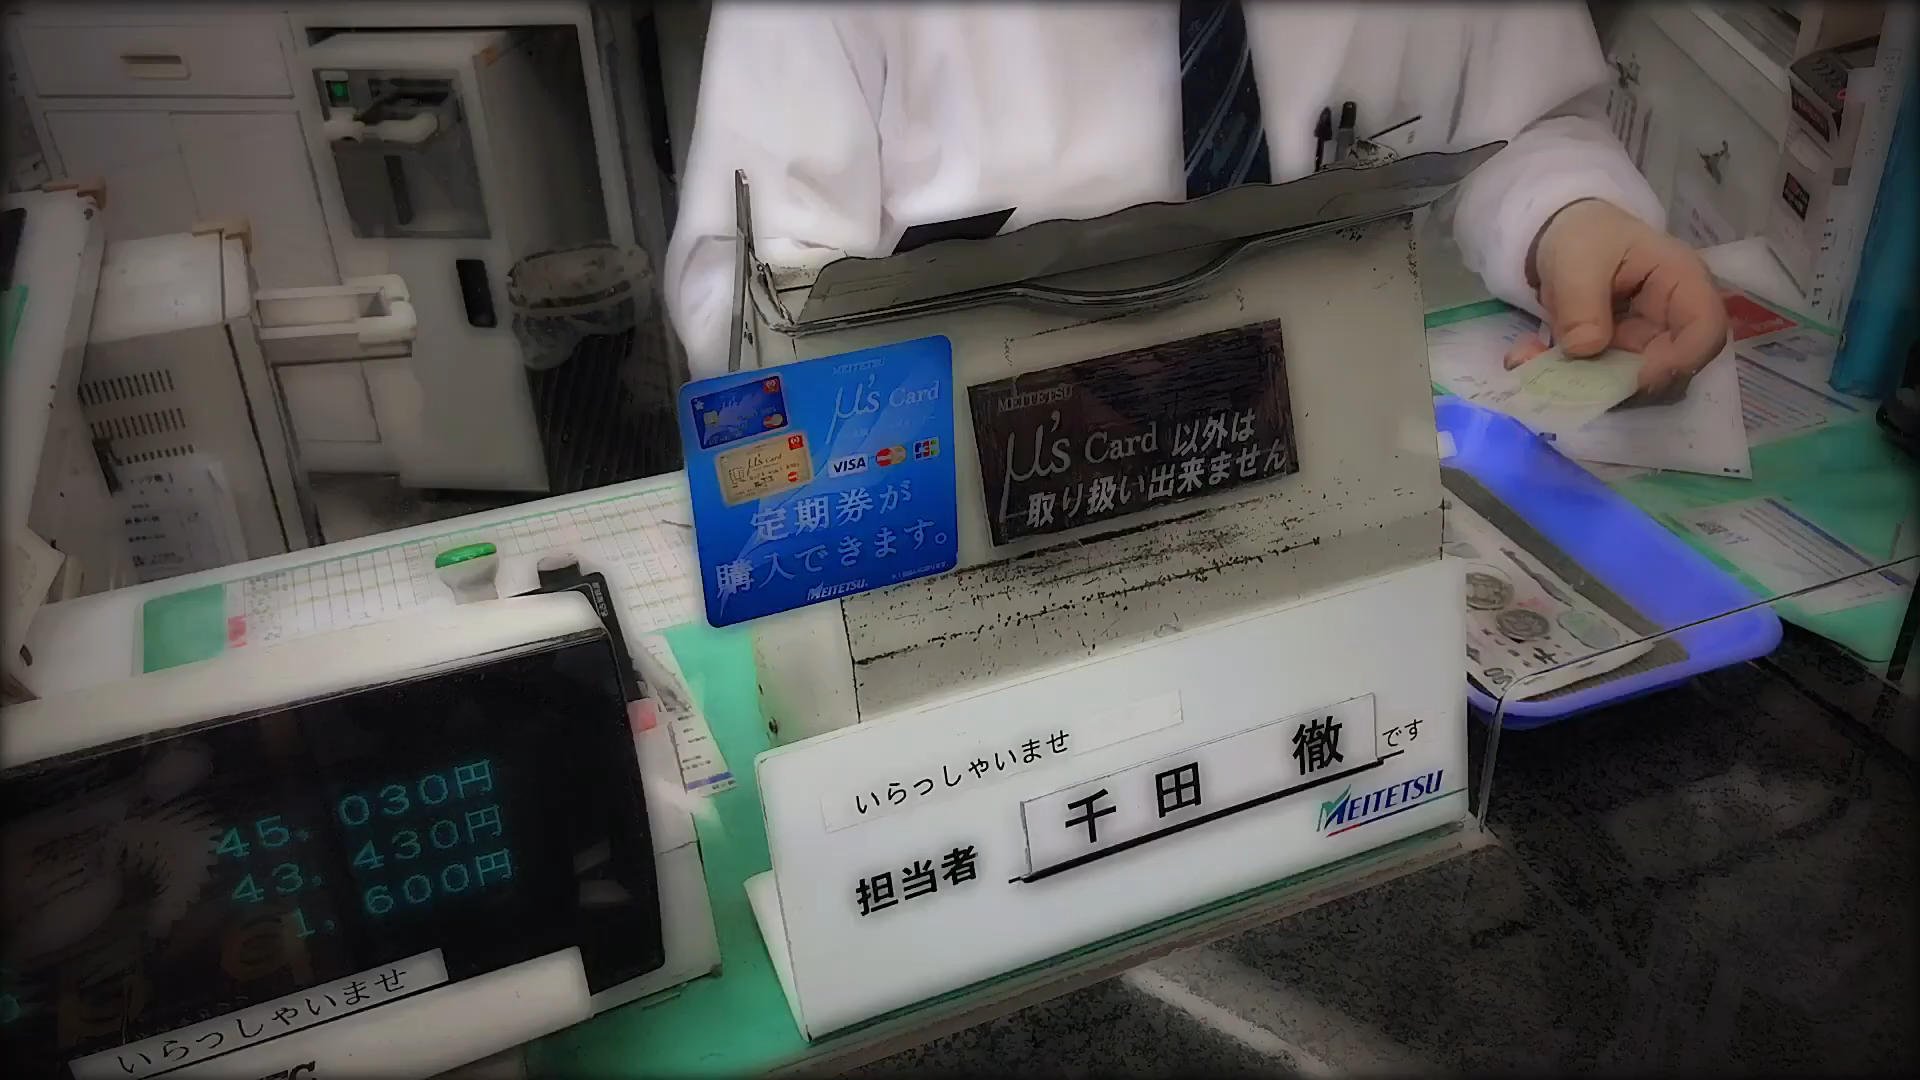 MEITETSU
μ's Card
VISA
定期券が
購入できます。
MEITETSU
MEITETSU
μ's Card 以外は
取り扱い出来ません
いらっしゃいませ
担当者 千田 徹 です
MEITETSU
45,030円
43,430円
1,600円
いらっしゃいませ